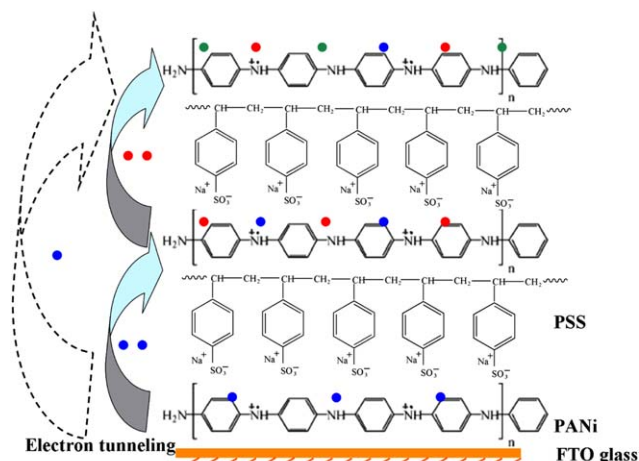 H₂N NH NH NH NH n
CH CH₂ CH CH₂ CH CH₂ CH CH₂ CH CH₂
Na⁺ Na⁺ Na⁺ Na⁺ Na⁺
SO₃⁻ SO₃⁻ SO₃⁻ SO₃⁻ SO₃⁻
H₂N NH NH NH NH n
CH CH₂ CH CH₂ CH CH₂ CH CH₂ CH CH₂
PSS
Na⁺ Na⁺ Na⁺ Na⁺ Na⁺
SO₃⁻ SO₃⁻ SO₃⁻ SO₃⁻ SO₃⁻
H₂N NH NH NH NH n
PANi
Electron tunneling
FTO glass